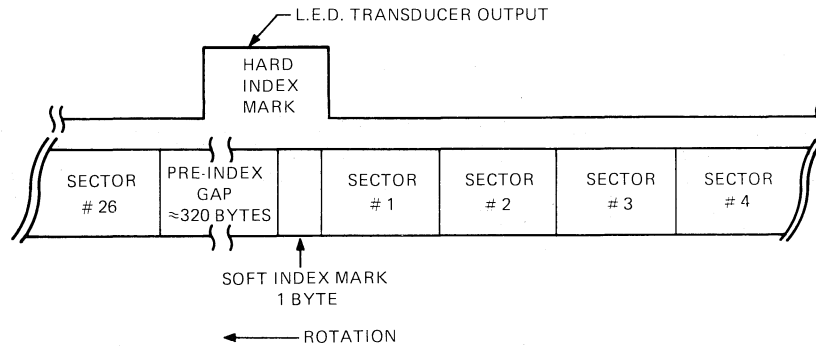 L.E.D. TRANSDUCER OUTPUT
HARD
INDEX
MARK
SECTOR
# 26
PRE-INDEX
GAP
≈320 BYTES
SECTOR
# 1
SECTOR
# 2
SECTOR
# 3
SECTOR
# 4
SOFT INDEX MARK
1 BYTE
ROTATION